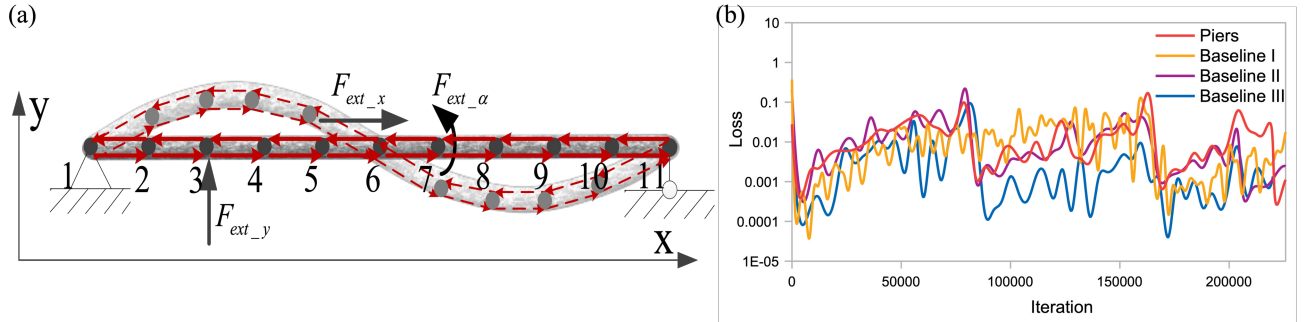 (a)
y
F_ext_x
F_ext_α
1 2 3 4 5 6 7 8 9 10 11
F_ext_y
x
(b)
10
1
0.1
0.01
0.001
0.0001
1E-05
Loss
Piers
Baseline I
Baseline II
Baseline III
0 50000 100000 150000 200000
Iteration